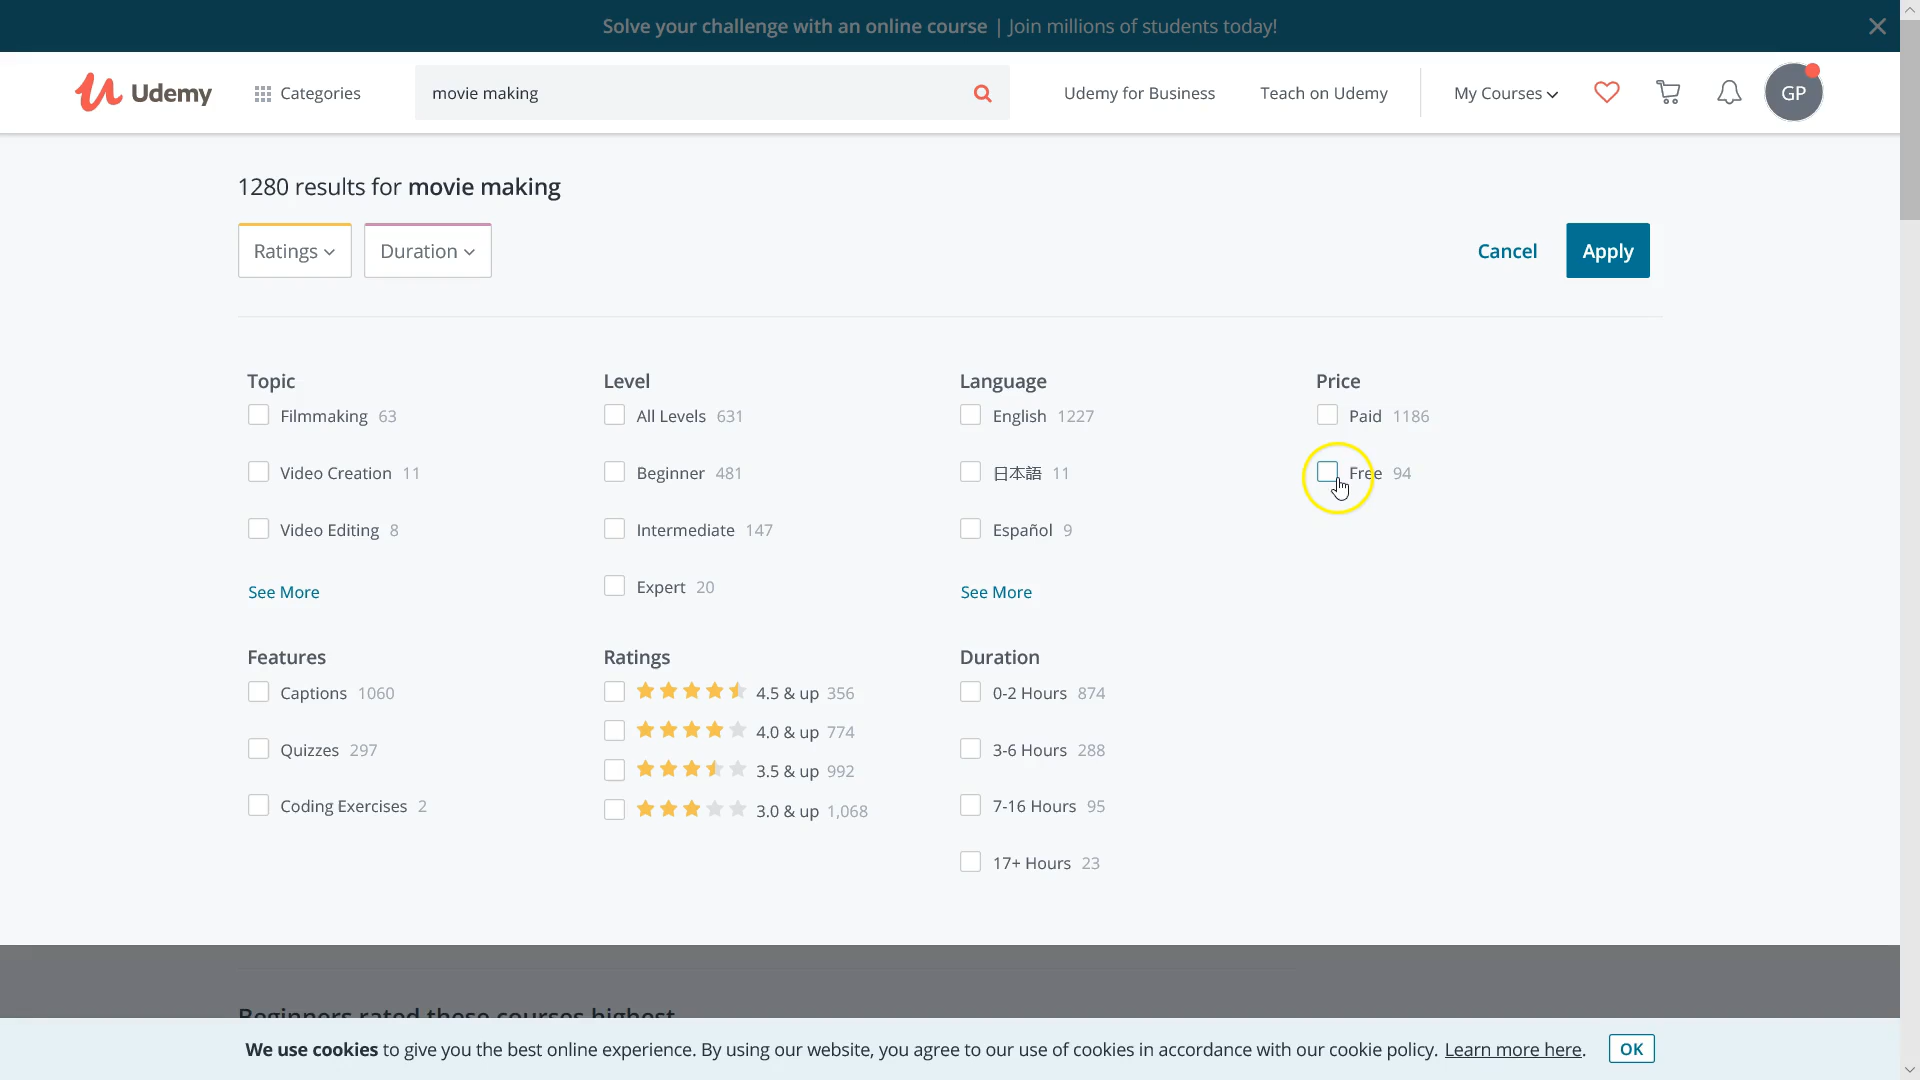 Solve your challenge with an online course | Join millions of students today!
Udemy
Categories
movie making
Udemy for Business
Teach on Udemy
My Courses
GP
1280 results for movie making
Ratings
Duration
Cancel
Apply
Topic
Filmmaking 63
Video Creation 11
Video Editing 8
See More
Level
All Levels 631
Beginner 481
Intermediate 147
Expert 20
Language
English 1227
日本語 11
Español 9
See More
Price
Paid 1186
Free 94
Features
Captions 1060
Quizzes 297
Coding Exercises 2
Ratings
4.5 & up 356
4.0 & up 774
3.5 & up 992
3.0 & up 1,068
Duration
0-2 Hours 874
3-6 Hours 288
7-16 Hours 95
17+ Hours 23
Beginners rated these courses highest
We use cookies to give you the best online experience. By using our website, you agree to our use of cookies in accordance with our cookie policy. Learn more here.
OK